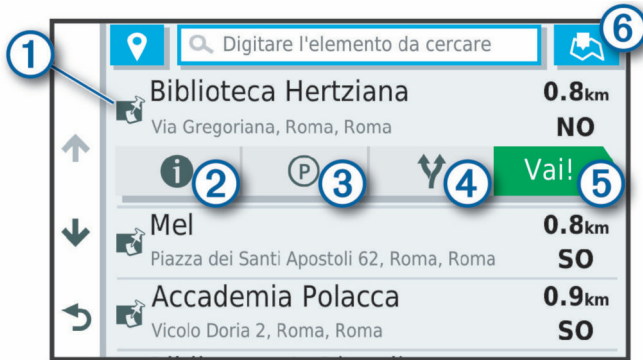 6
1
Digitare l'elemento da cercare
Biblioteca Hertziana 0.8km
Via Gregoriana, Roma, Roma NO
i 2 P 3 4 Vai! 5
Mel 0.8km
Piazza dei Santi Apostoli 62, Roma, Roma SO
Accademia Polacca 0.9km
Vicolo Doria 2, Roma, Roma SO